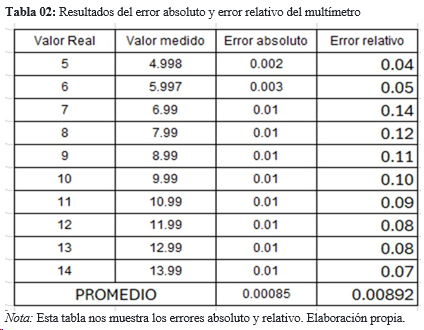 Tabla 02: Resultados del error absoluto y error relativo del multímetro
Valor Real Valor medido Error absoluto Error relativo
5 4.998 0.002 0.04
6 5.997 0.003 0.05
7 6.99 0.01 0.14
8 7.99 0.01 0.12
9 8.99 0.01 0.11
10 9.99 0.01 0.10
11 10.99 0.01 0.09
12 11.99 0.01 0.08
13 12.99 0.01 0.08
14 13.99 0.01 0.07
PROMEDIO 0.00085 0.00892
Nota: Esta tabla nos muestra los errores absoluto y relativo. Elaboración propia.